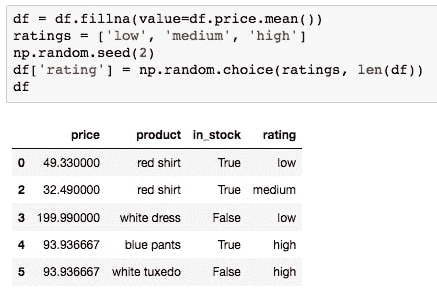 df = df.fillna(value=df.price.mean())
ratings = ['low', 'medium', 'high']
np.random.seed(2)
df['rating'] = np.random.choice(ratings, len(df))
df
price product in_stock rating
0 49.330000 red shirt True low
2 32.490000 red shirt True medium
3 199.990000 white dress False low
4 93.936667 blue pants True high
5 93.936667 white tuxedo False high